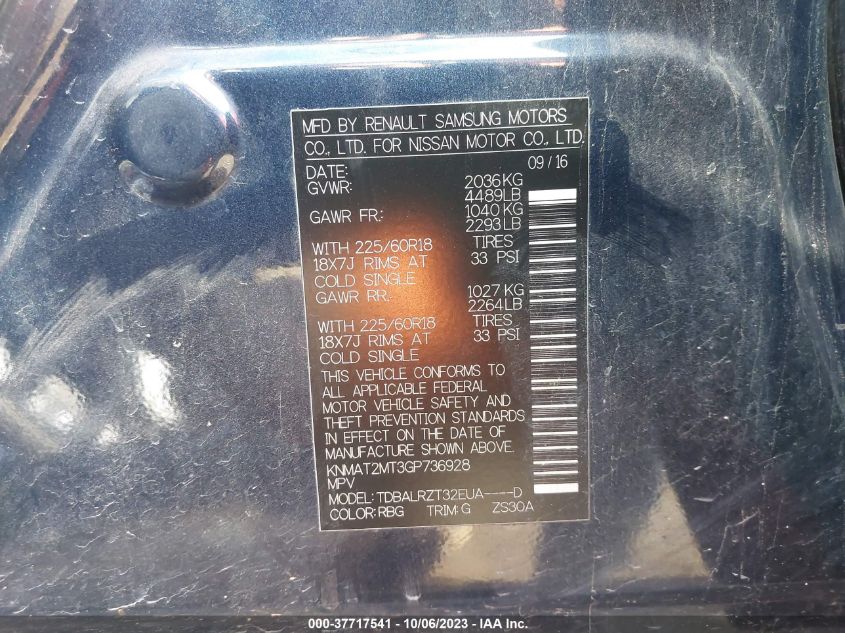 MFD BY RENAULT SAMSUNG MOTORS
CO., LTD. FOR NISSAN MOTOR CO., LTD.
DATE: 09 / 16
GVWR: 2036KG
4489LB
GAWR FR.: 1040KG
2293LB
WITH 225/60R18 TIRES
18X7J RIMS AT 33 PSI
COLD SINGLE
GAWR RR. 1027KG
2264LB
WITH 225/60R18 TIRES
18X7J RIMS AT 33 PSI
COLD SINGLE
THIS VEHICLE CONFORMS TO
ALL APPLICABLE FEDERAL
MOTOR VEHICLE SAFETY AND
THEFT PREVENTION STANDARDS
IN EFFECT ON THE DATE OF
MANUFACTURE SHOWN ABOVE.
KNMAT2MT3GP736928
MPV
MODEL: TDBALRZT32EUA----D
COLOR:RBG TRIM:G ZS30A
000-37717541 - 10/06/2023 - IAA Inc.